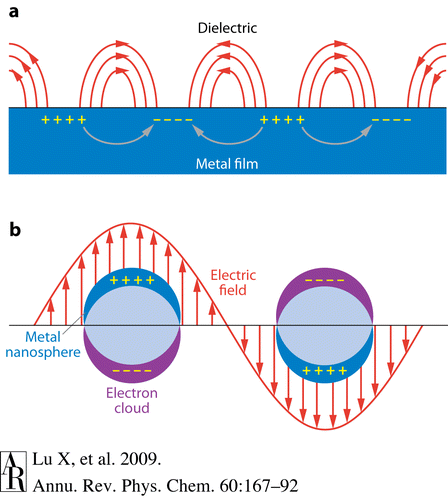 a
Dielectric
++++
−−−−
++++
−−−−
Metal film
b
++++
−−−−
Electric
field
−−−−
++++
Metal
nanosphere
Electron
cloud
AR
Lu X, et al. 2009.
Annu. Rev. Phys. Chem. 60:167–92